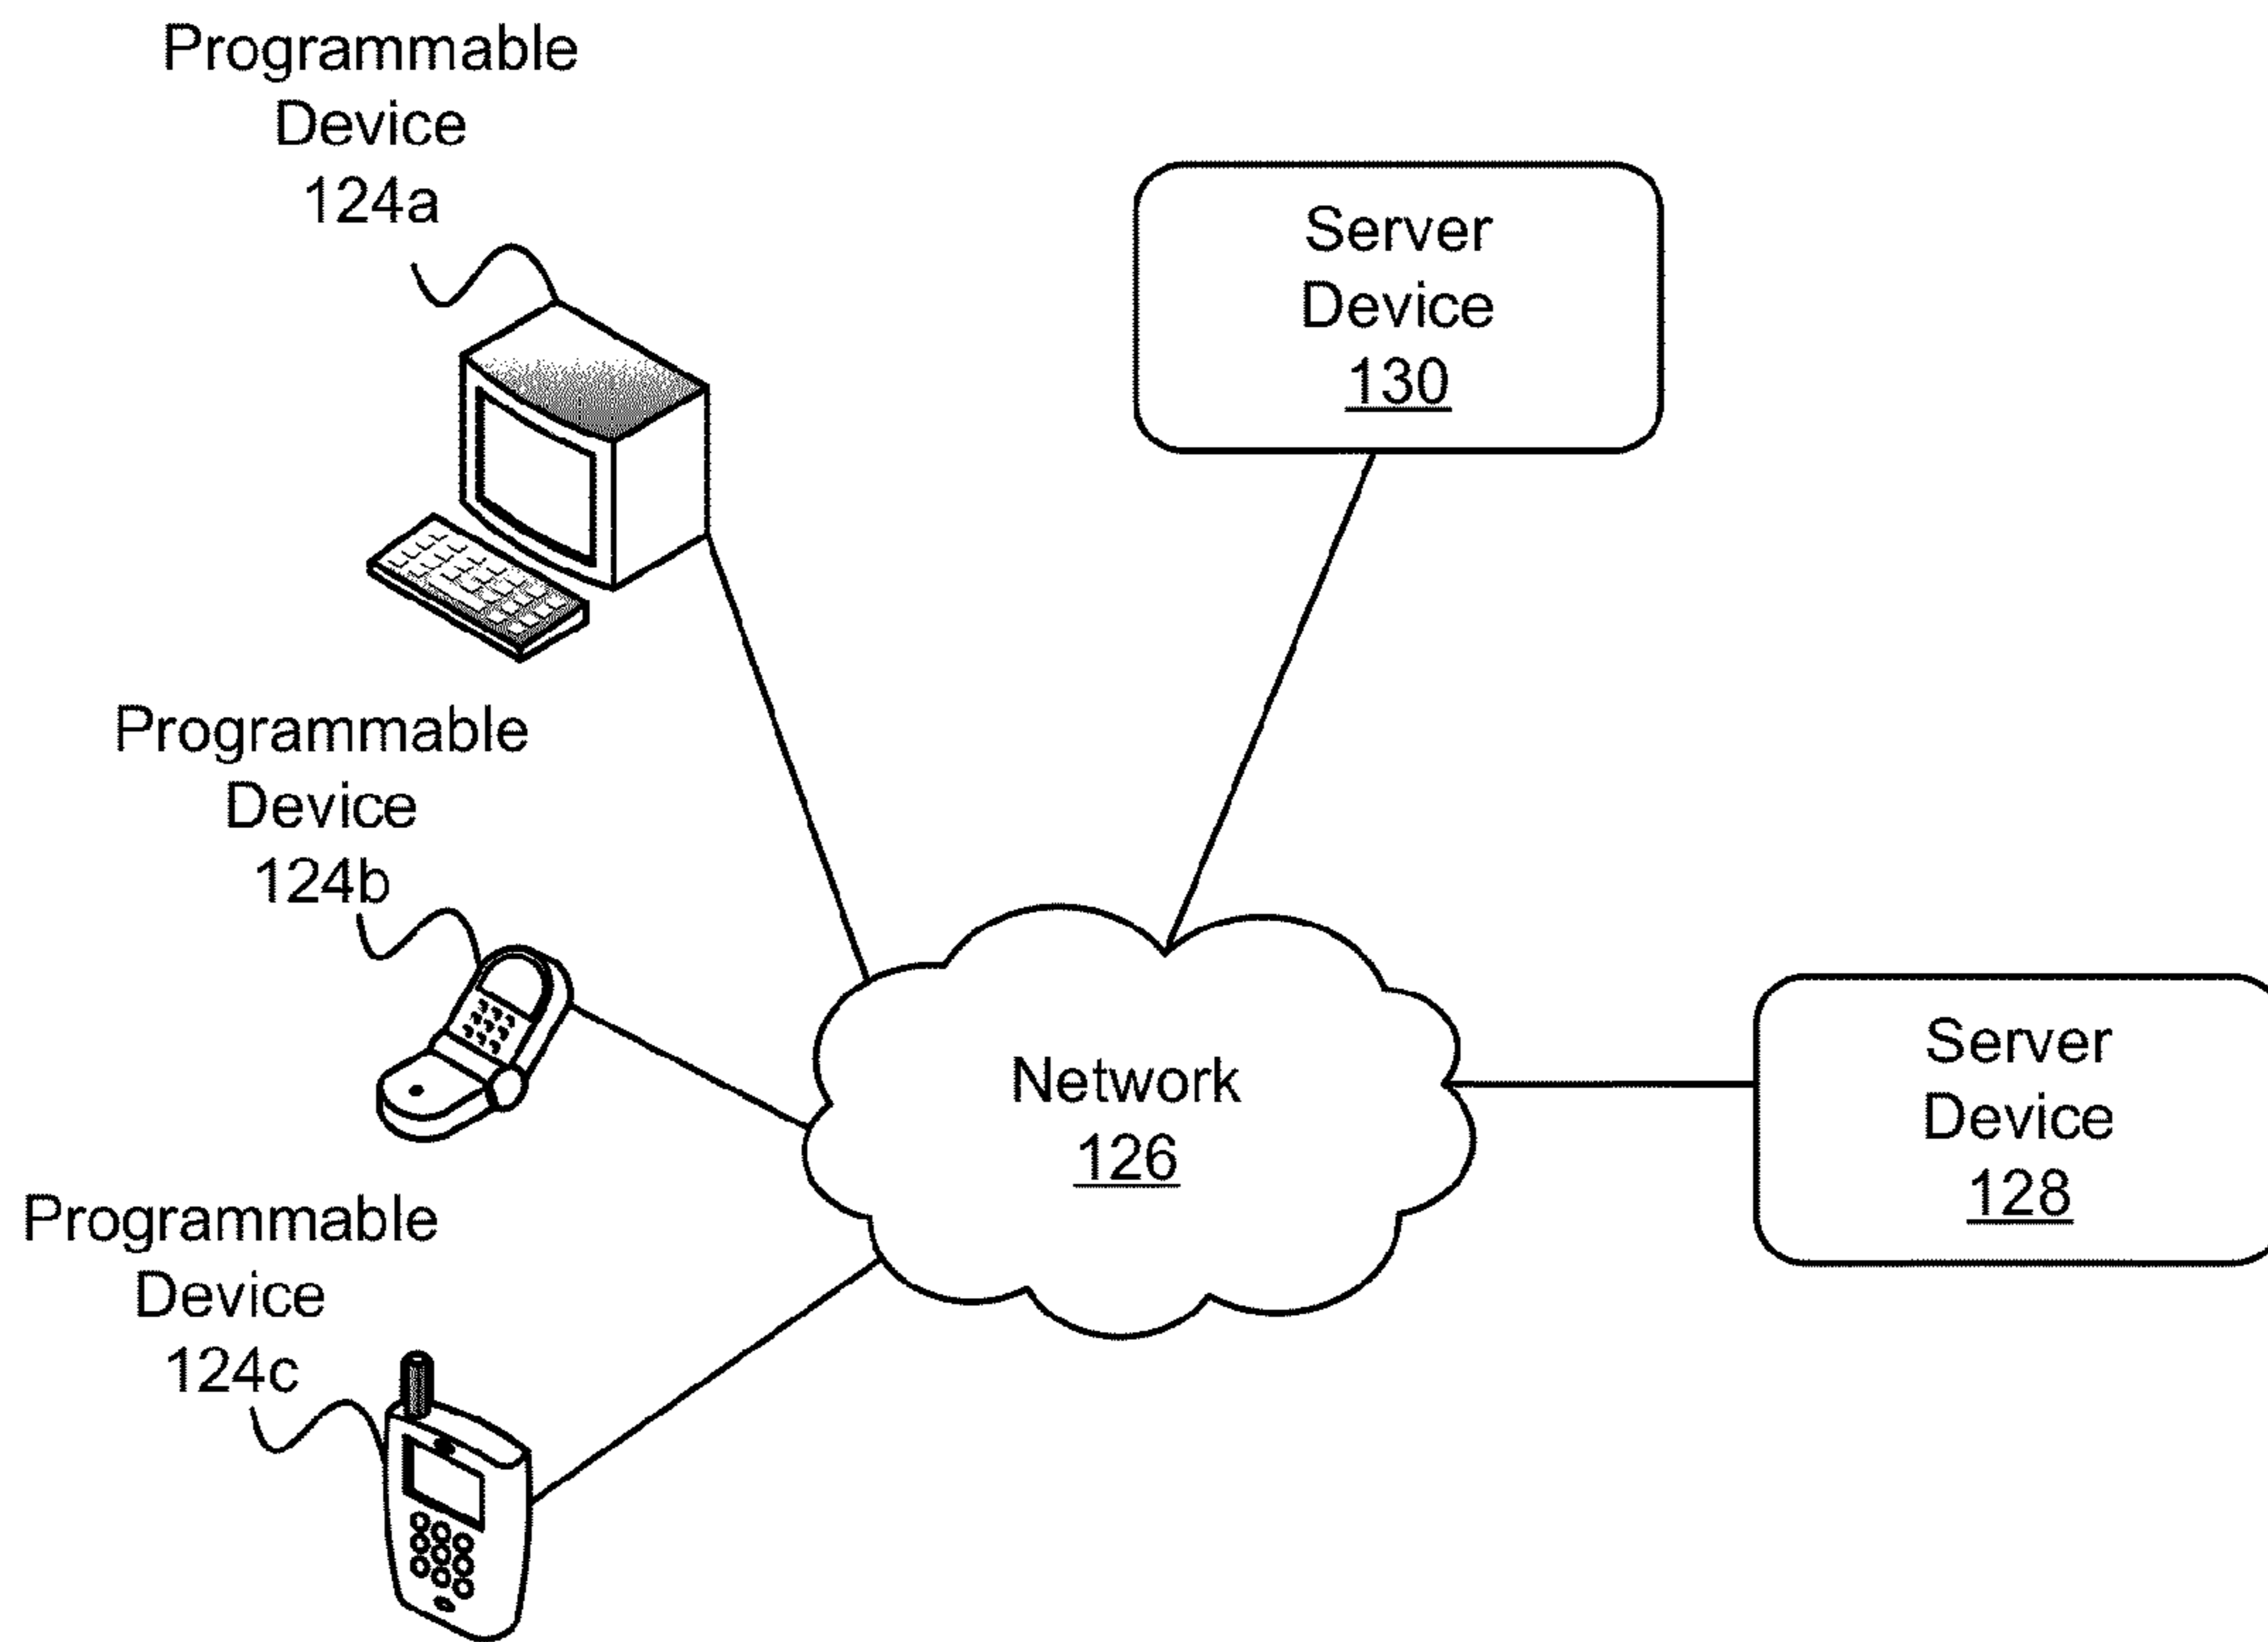 Programmable
Device
124a
Server
Device
130
Programmable
Device
124b
Network
126
Server
Device
128
Programmable
Device
124c